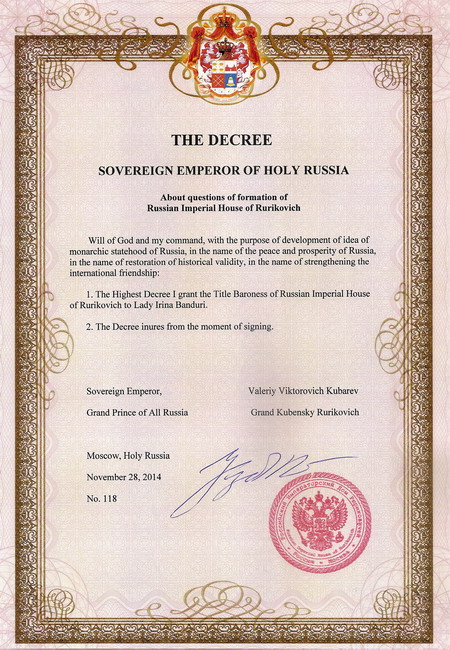 THE DECREE
SOVEREIGN EMPEROR OF HOLY RUSSIA
About questions of formation of
Russian Imperial House of Rurikovich
Will of God and my command, with the purpose of development of idea of
monarchic statehood of Russia, in the name of the peace and prosperity of Russia,
in the name of restoration of historical validity, in the name of strengthening the
international friendship:
1. The Highest Decree I grant the Title Baroness of Russian Imperial House
of Rurikovich to Lady Irina Banduri.
2. The Decree inures from the moment of signing.
Sovereign Emperor, Valeriy Viktorovich Kubarev
Grand Prince of All Russia Grand Kubensky Rurikovich
Moscow, Holy Russia
November 28, 2014
No. 118